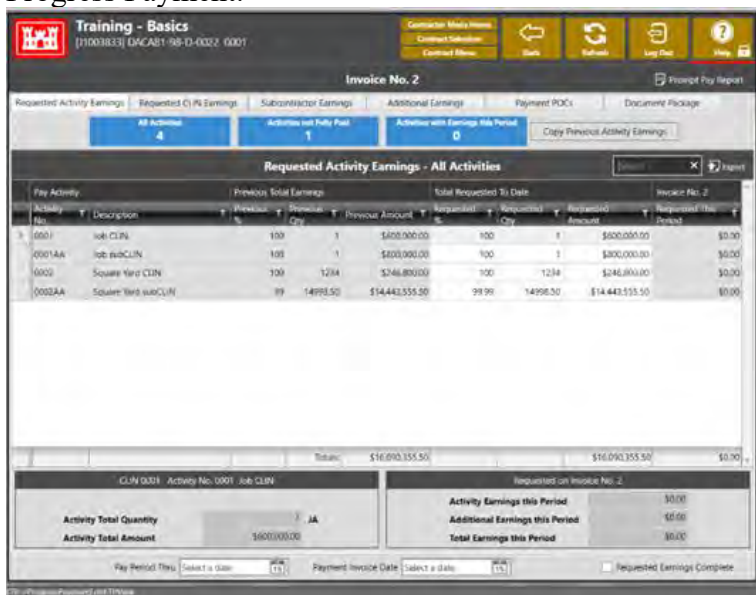 Progress Payment.
Training - Basics
[J1003833] DACA81-98-D-0022 0001
Contractor Mode Home
Contract Selection
Contract Menu
Back
Refresh
Log Out
Help
Invoice No. 2
Prompt Pay Report
Requested Activity Earnings
Requested CLIN Earnings
Subcontractor Earnings
Additional Earnings
Payment POCs
Document Package
All Activities
4
Activities not Fully Paid
1
Activities with Earnings this Period
0
Copy Previous Activity Earnings
Requested Activity Earnings - All Activities
Search
Export
Pay Activity Previous Total Earnings Total Requested To Date Invoice No. 2
Activity No. Description Previous % Previous Qty Previous Amount Requested % Requested Qty Requested Amount Requested This Period
0001 Job CLIN 100 1 $600,000.00 100 1 $600,000.00 $0.00
0001AA Job subCLIN 100 1 $800,000.00 100 1 $800,000.00 $0.00
0002 Square Yard CLIN 100 1234 $246,800.00 100 1234 $246,800.00 $0.00
0002AA Square Yard subCLIN 99 14998.50 $14,443,555.50 99.99 14998.50 $14,443,555.50 $0.00
Totals: $16,090,355.50 $16,090,355.50 $0.00
CLIN 0001 Activity No. 0001 Job CLIN
Activity Total Quantity 1 JA
Activity Total Amount $600,000.00
Requested on Invoice No. 2
Activity Earnings this Period $0.00
Additional Earnings this Period $0.00
Total Earnings this Period $0.00
Pay Period Thru Select a date 15
Payment Invoice Date Select a date 15
Requested Earnings Complete